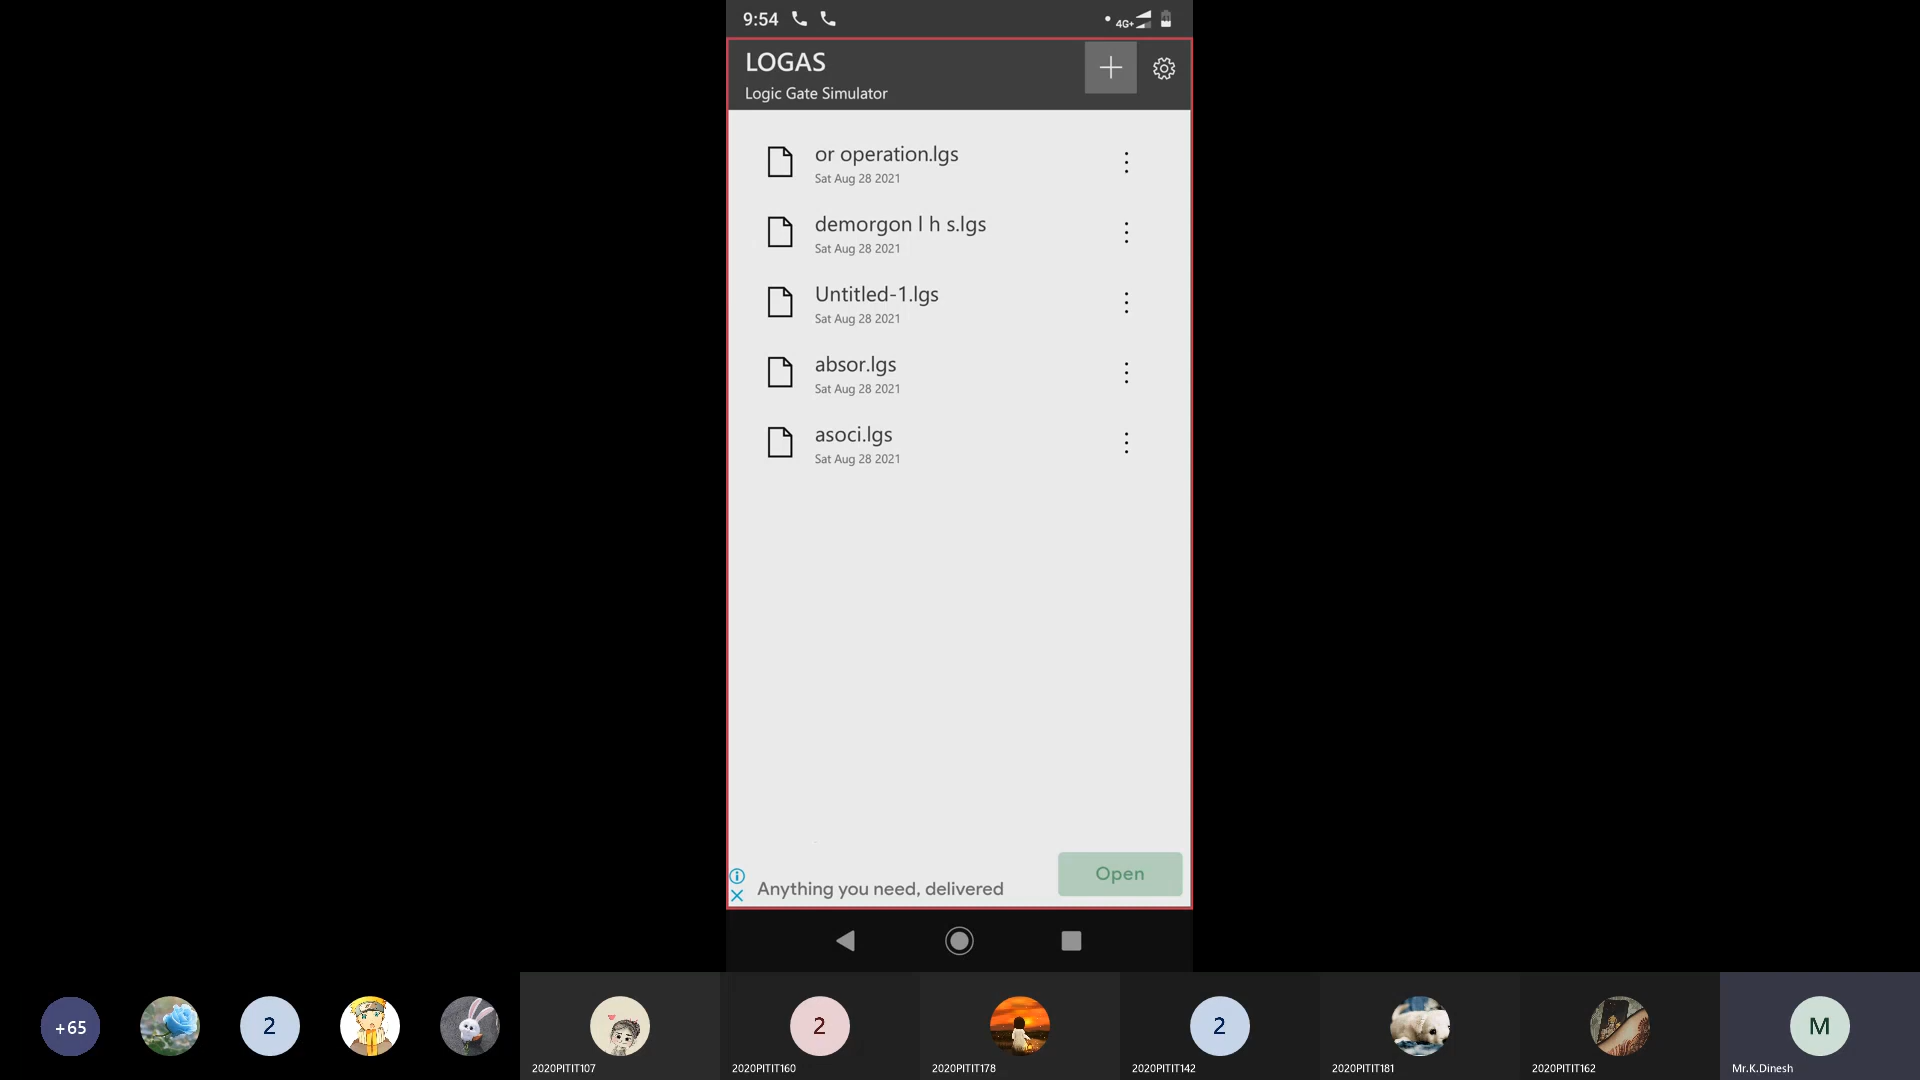 9:54
4G+
LOGAS
Logic Gate Simulator
or operation.lgs
Sat Aug 28 2021
demorgon l h s.lgs
Sat Aug 28 2021
Untitled-1.lgs
Sat Aug 28 2021
absor.lgs
Sat Aug 28 2021
asoci.lgs
Sat Aug 28 2021
Anything you need, delivered
Open
+65
2
2
2
M
2020PITIT107
2020PITIT160
2020PITIT178
2020PITIT142
2020PITIT181
2020PITIT162
Mr.K.Dinesh